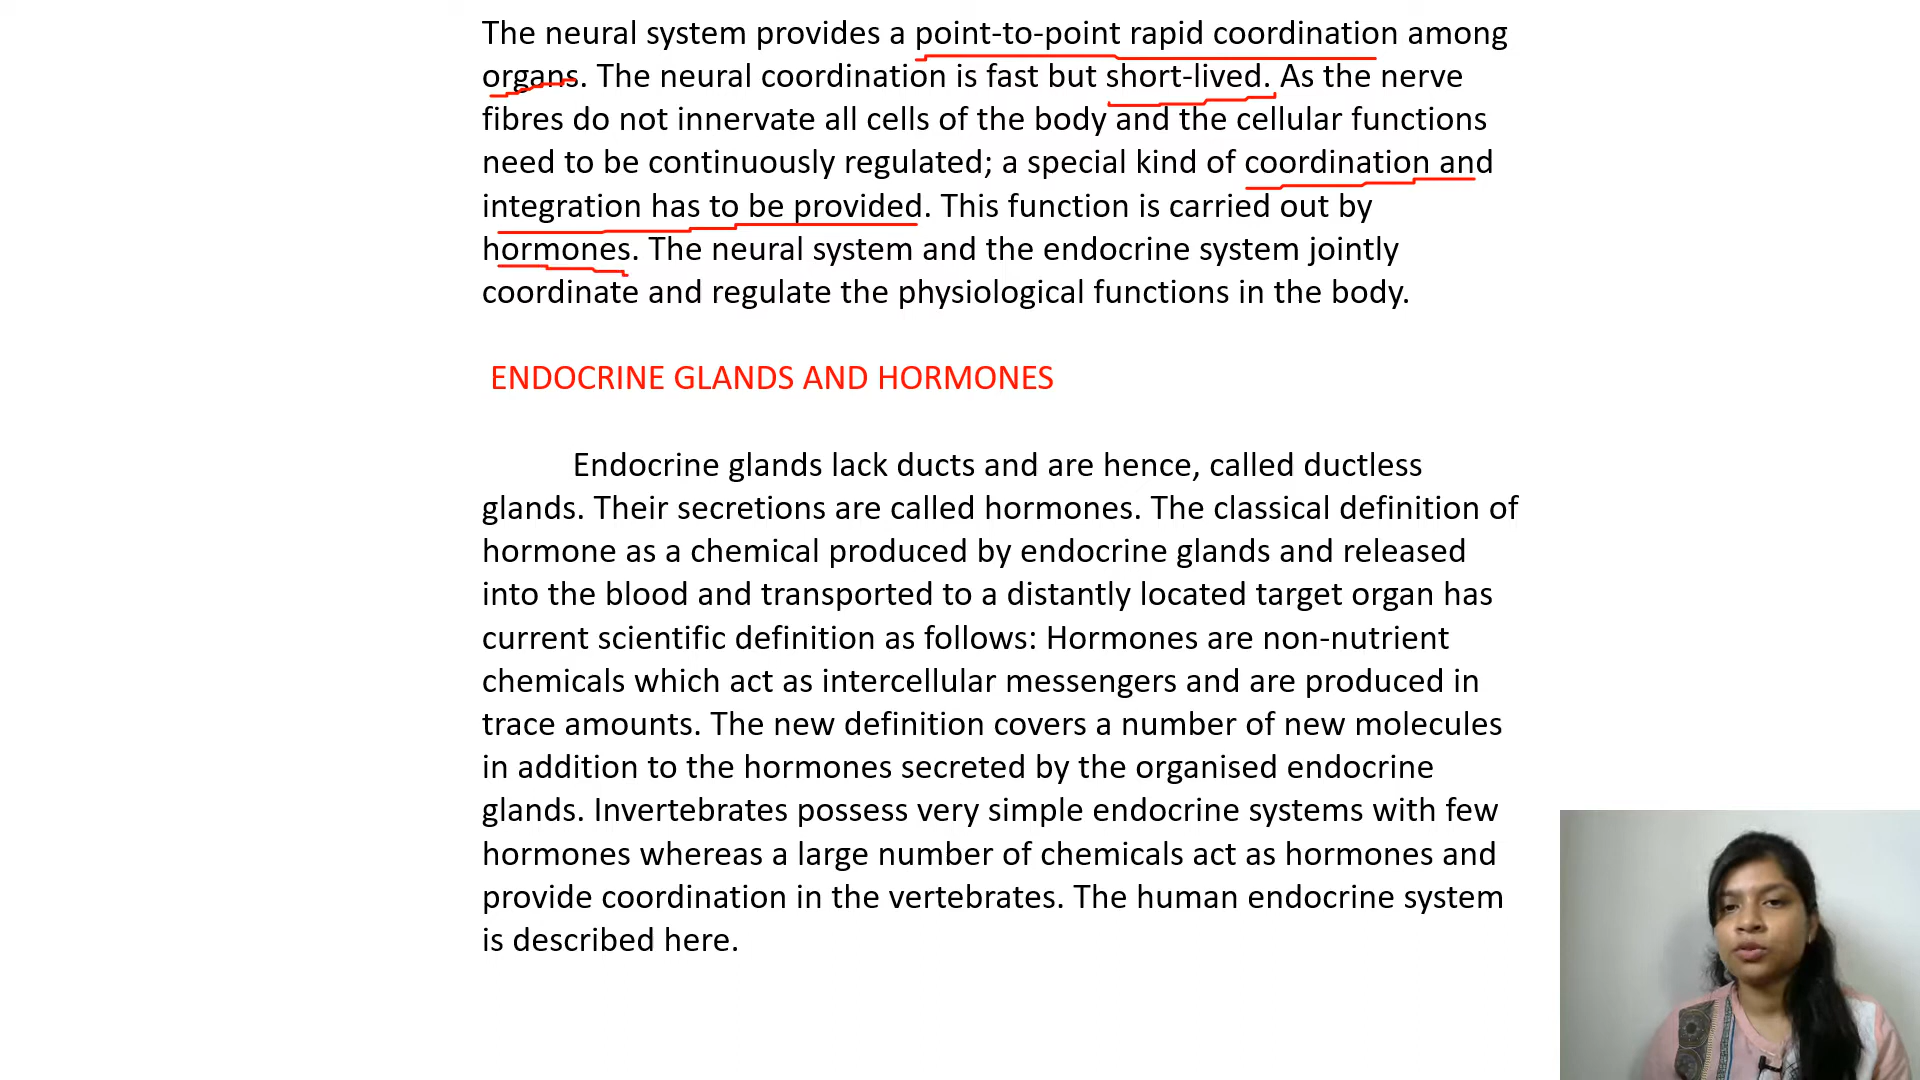 The neural system provides a point-to-point rapid coordination among
organs. The neural coordination is fast but short-lived. As the nerve
fibres do not innervate all cells of the body and the cellular functions
need to be continuously regulated; a special kind of coordination and
integration has to be provided. This function is carried out by
hormones. The neural system and the endocrine system jointly
coordinate and regulate the physiological functions in the body.
ENDOCRINE GLANDS AND HORMONES
Endocrine glands lack ducts and are hence, called ductless
glands. Their secretions are called hormones. The classical definition of
hormone as a chemical produced by endocrine glands and released
into the blood and transported to a distantly located target organ has
current scientific definition as follows: Hormones are non-nutrient
chemicals which act as intercellular messengers and are produced in
trace amounts. The new definition covers a number of new molecules
in addition to the hormones secreted by the organised endocrine
glands. Invertebrates possess very simple endocrine systems with few
hormones whereas a large number of chemicals act as hormones and
provide coordination in the vertebrates. The human endocrine system
is described here.